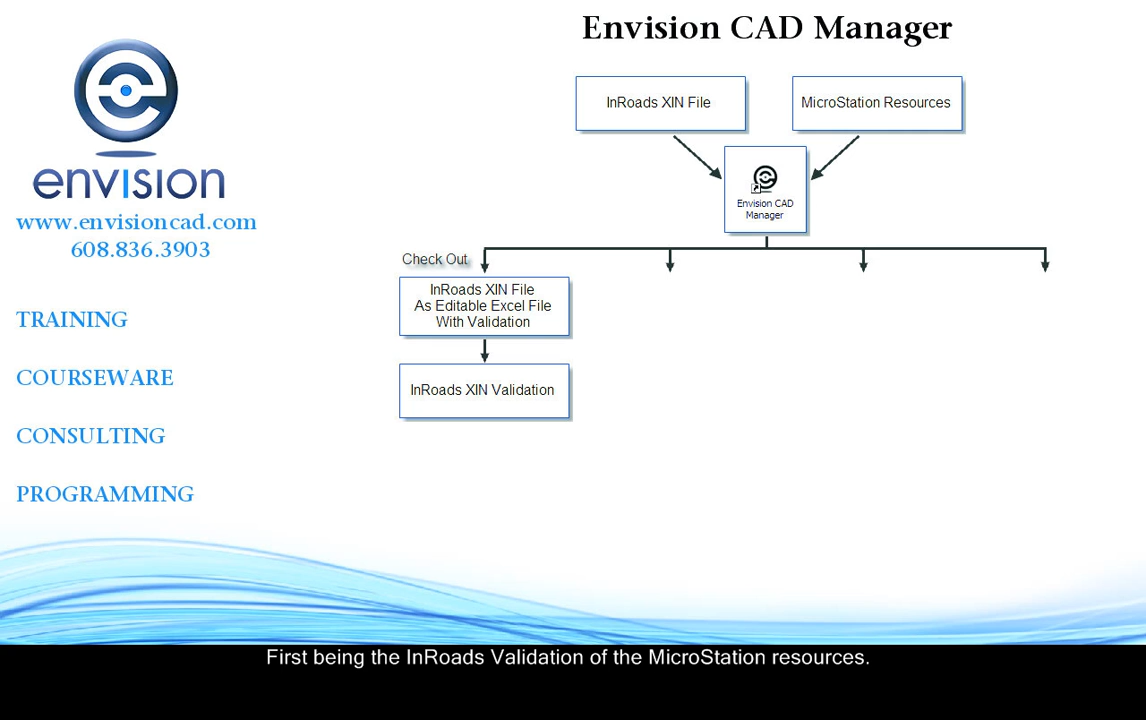 Envision CAD Manager
envision
www.envisioncad.com
608.836.3903
TRAINING
COURSEWARE
CONSULTING
PROGRAMMING
InRoads XIN File
MicroStation Resources
Envision CAD
Manager
Check Out
InRoads XIN File
As Editable Excel File
With Validation
InRoads XIN Validation
First being the InRoads Validation of the MicroStation resources.